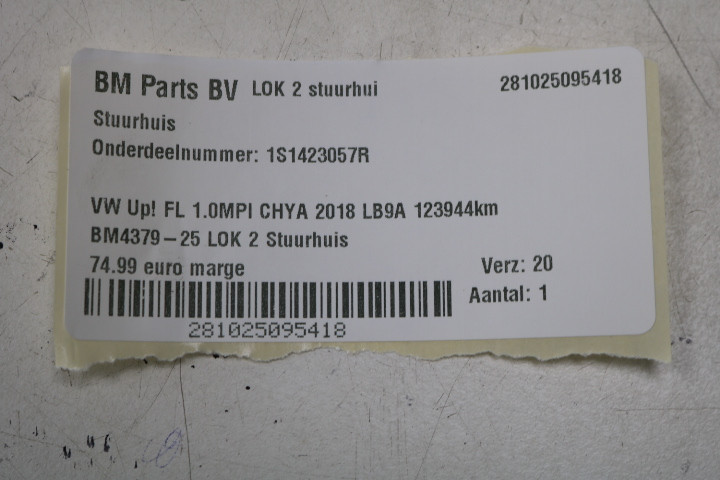 BM Parts BV LOK 2 stuurhui 281025095418
Stuurhuis
Onderdeelnummer: 1S1423057R
VW Up! FL 1.0MPI CHYA 2018 LB9A 123944km
BM4379-25 LOK 2 Stuurhuis
74.99 euro marge Verz: 20
Aantal: 1
281025095418